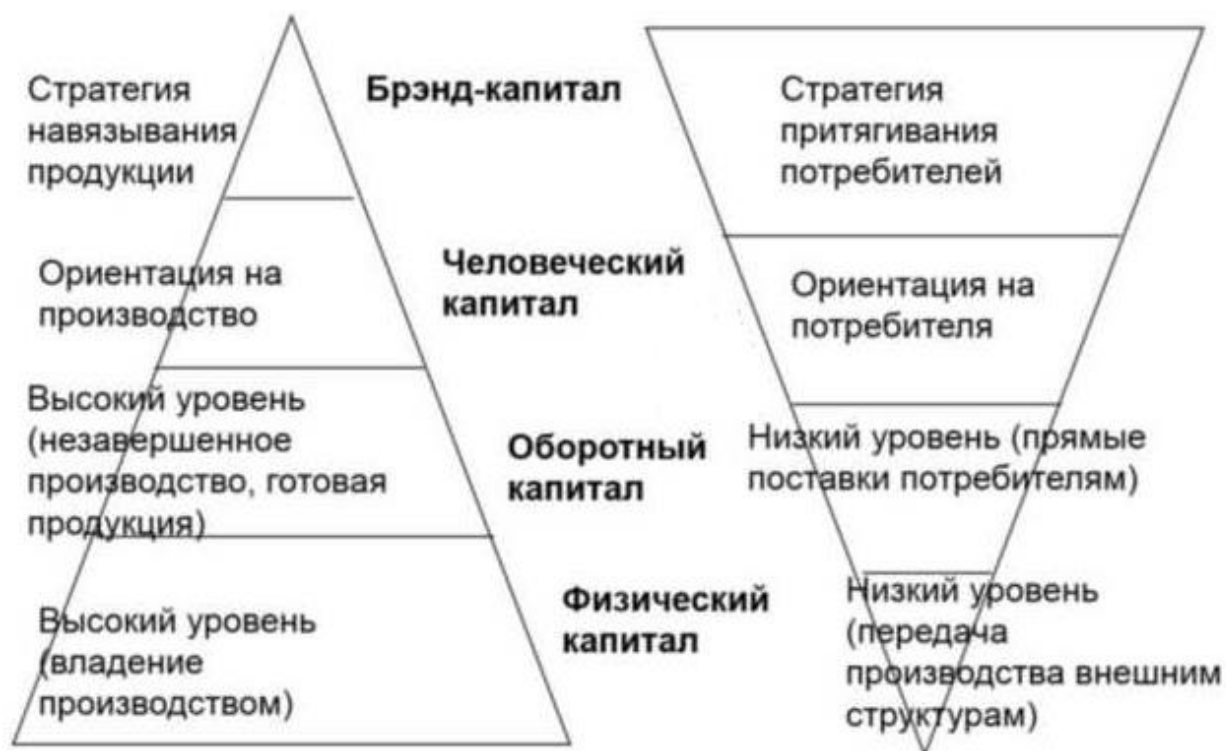 Стратегия
навязывания
продукции
Брэнд-капитал
Стратегия
притягивания
потребителей
Ориентация на
производство
Человеческий
капитал
Ориентация на
потребителя
Высокий уровень
(незавершенное
производство, готовая
продукция)
Оборотный
капитал
Низкий уровень (прямые
поставки потребителям)
Высокий уровень
(владение
производством)
Физический
капитал
Низкий уровень
(передача
производства внешним
структурам)